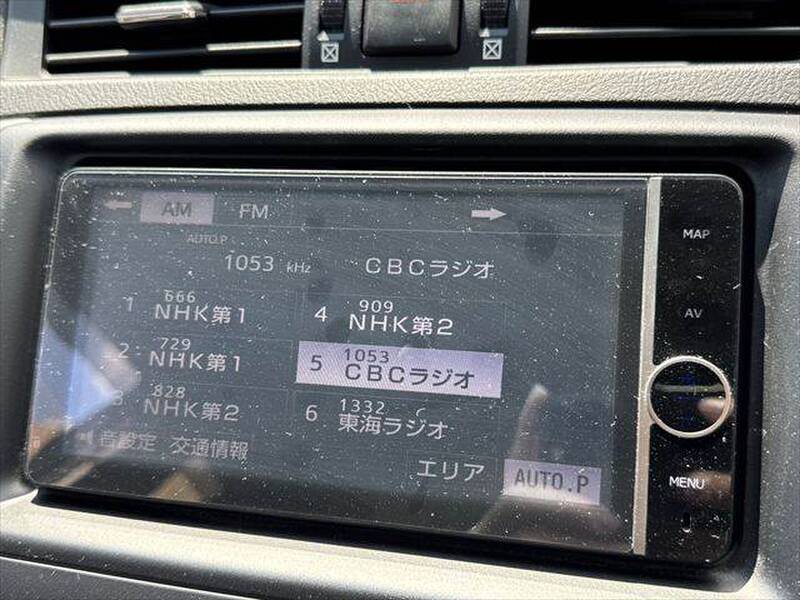 AM FM
AUTO.P
1053 kHz CBCラジオ
1 666 NHK第1
4 909 NHK第2
2 729 NHK第1
5 1053 CBCラジオ
3 828 NHK第2
6 1332 東海ラジオ
音設定 交通情報
エリア AUTO.P
MAP
AV
MENU